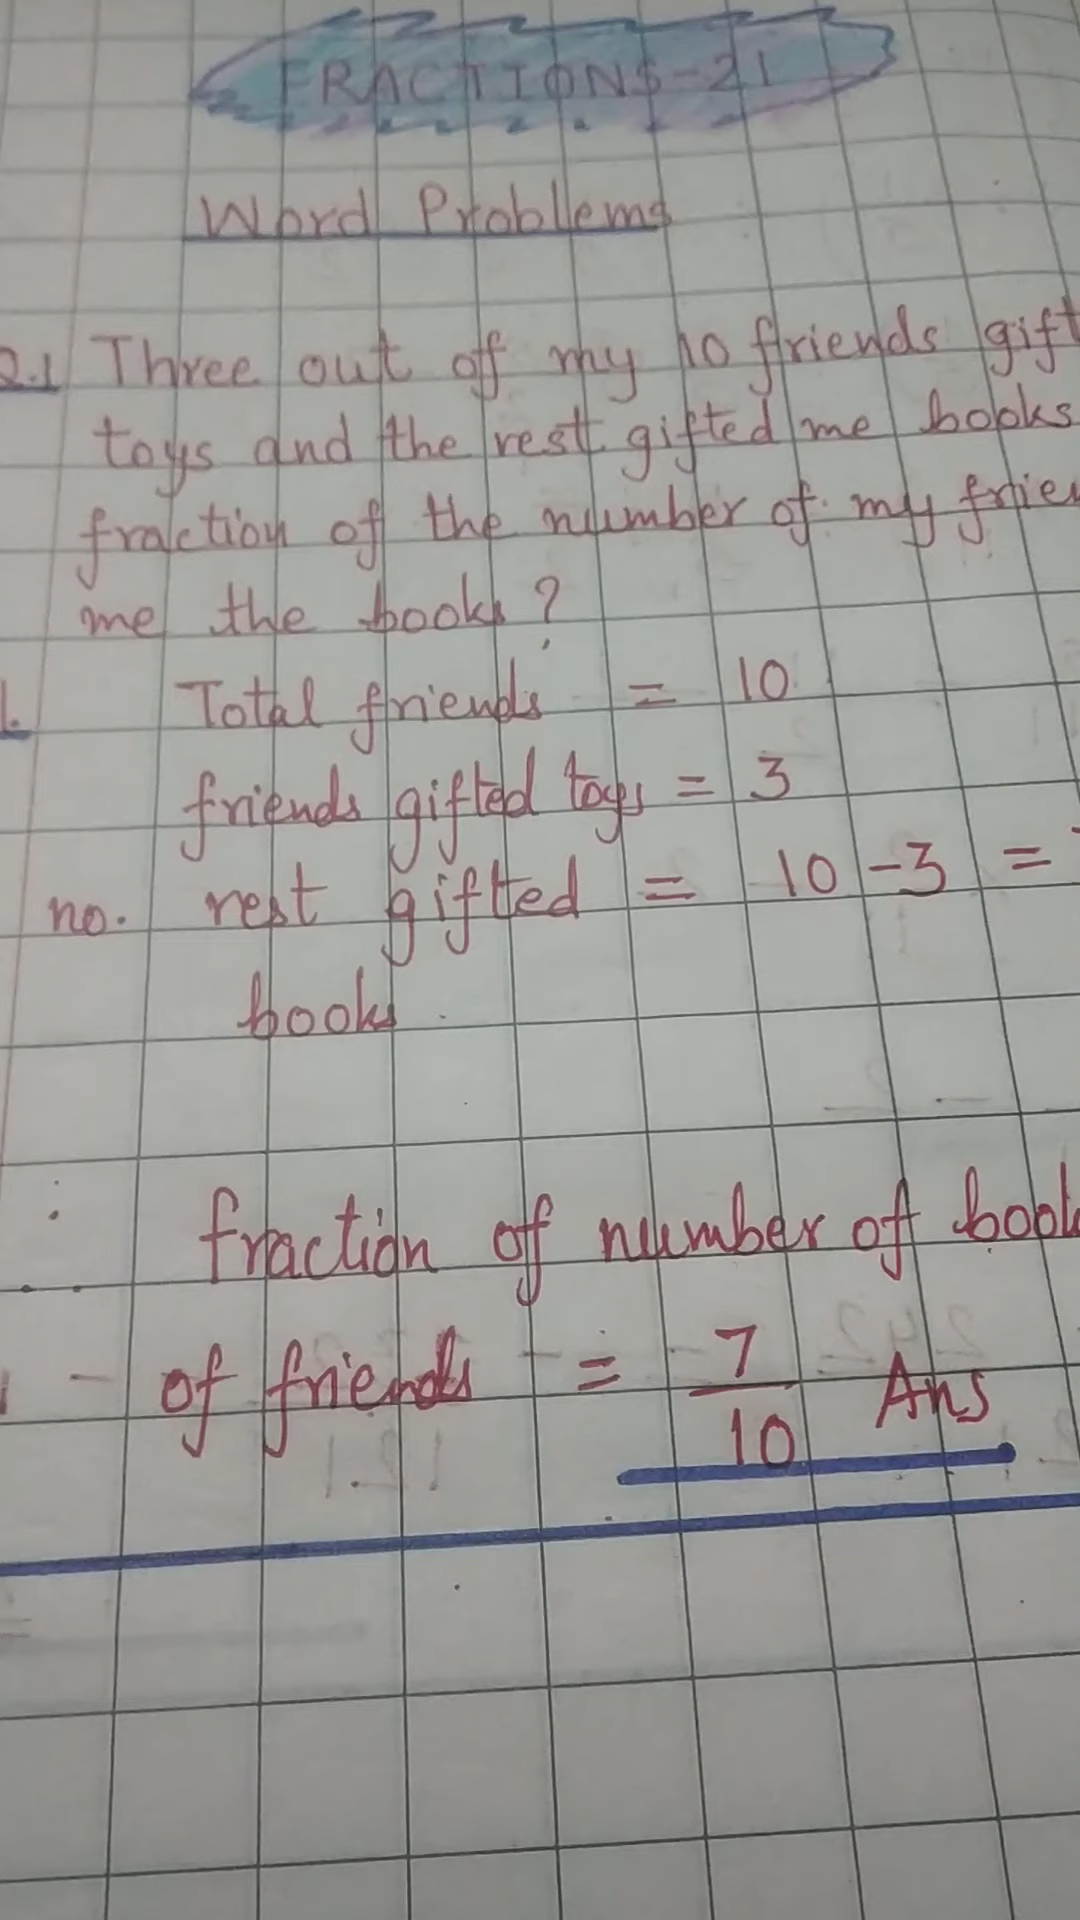 FRACTIONS-21
Word Problems
Q.1 Three out of my 10 friends gift
toys and the rest gifted me books
fraction of the number of my frie
me the books?
Total friends = 10
friends gifted toys = 3
no. rest gifted = 10-3 =
books
∴ fraction of number of book
of friends = 7/10 Ans